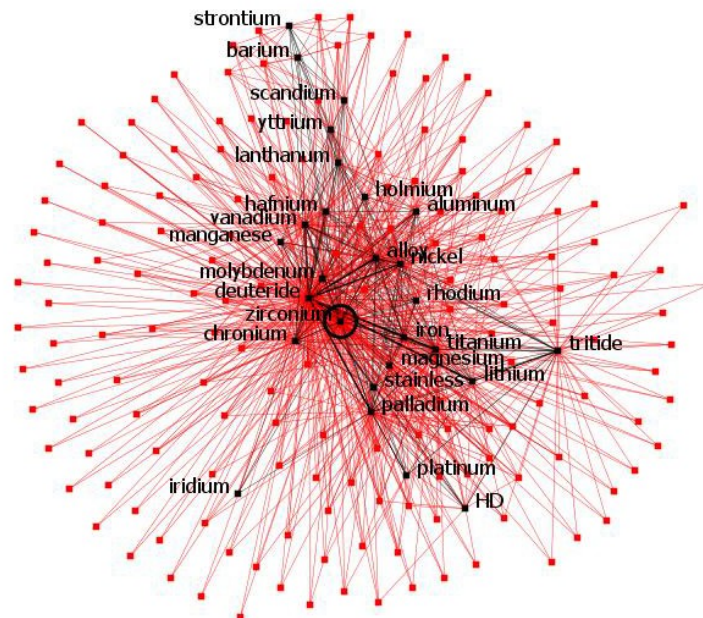 strontium
barium
scandium
yttrium
lanthanum
holmium
hafnium
aluminum
vanadium
manganese
alloy
nickel
molybdenum
deuteride
rhodium
zirconium
chronium
iron
titanium
tritide
magnesium
stainless
lithium
palladium
platinum
iridium
HD